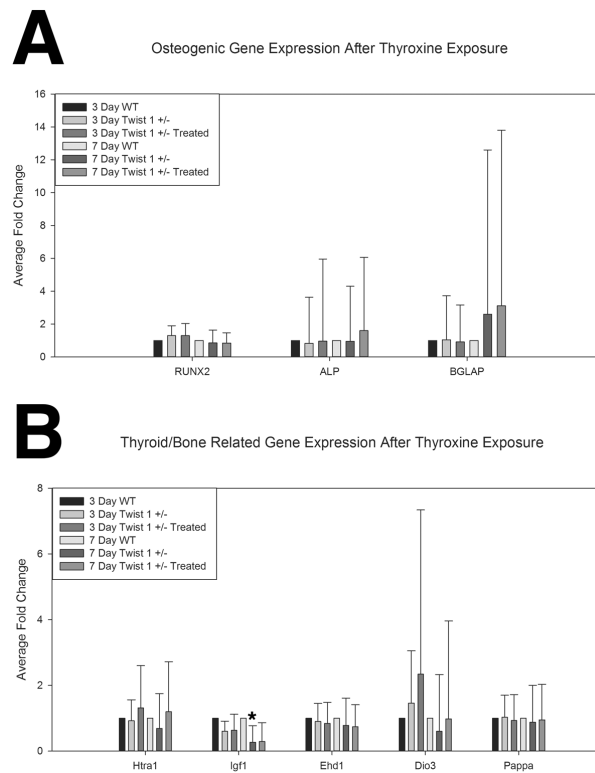 A
Osteogenic Gene Expression After Thyroxine Exposure
16
14
12
10
8
6
4
2
0
Average Fold Change
3 Day WT
3 Day Twist 1 +/-
3 Day Twist 1 +/- Treated
7 Day WT
7 Day Twist 1 +/-
7 Day Twist 1 +/- Treated
RUNX2 ALP BGLAP
B
Thyroid/Bone Related Gene Expression After Thyroxine Exposure
8
6
4
2
0
Average Fold Change
3 Day WT
3 Day Twist 1 +/-
3 Day Twist 1 +/- Treated
7 Day WT
7 Day Twist 1 +/-
7 Day Twist 1 +/- Treated
*
Htra1 Igf1 Ehd1 Dio3 Pappa